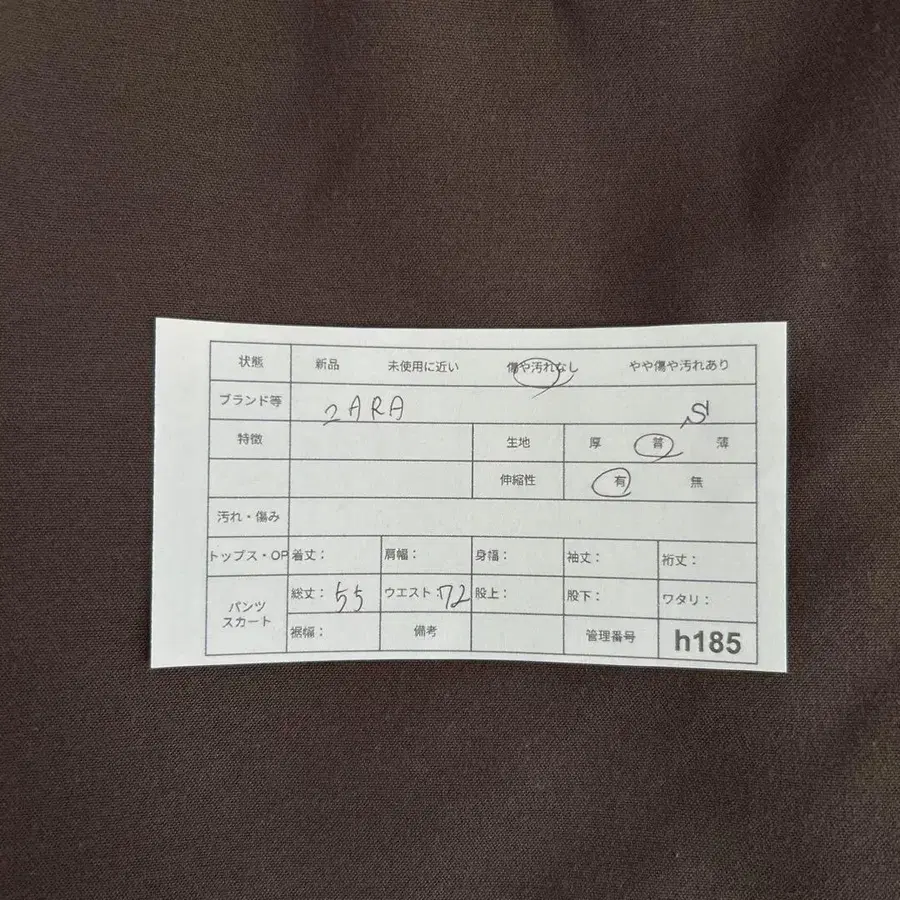 状態 新品 未使用に近い 傷や汚れなし やや傷や汚れあり
ブランド等 ZARA S
特徴 生地 厚 普 薄
伸縮性 有 無
汚れ・傷み
トップス・OP 着丈： 肩幅： 身幅： 袖丈： 裄丈：
パンツ スカート 総丈：55 ウエスト：72 股上： 股下： ワタリ：
裾幅： 備考 管理番号 h185